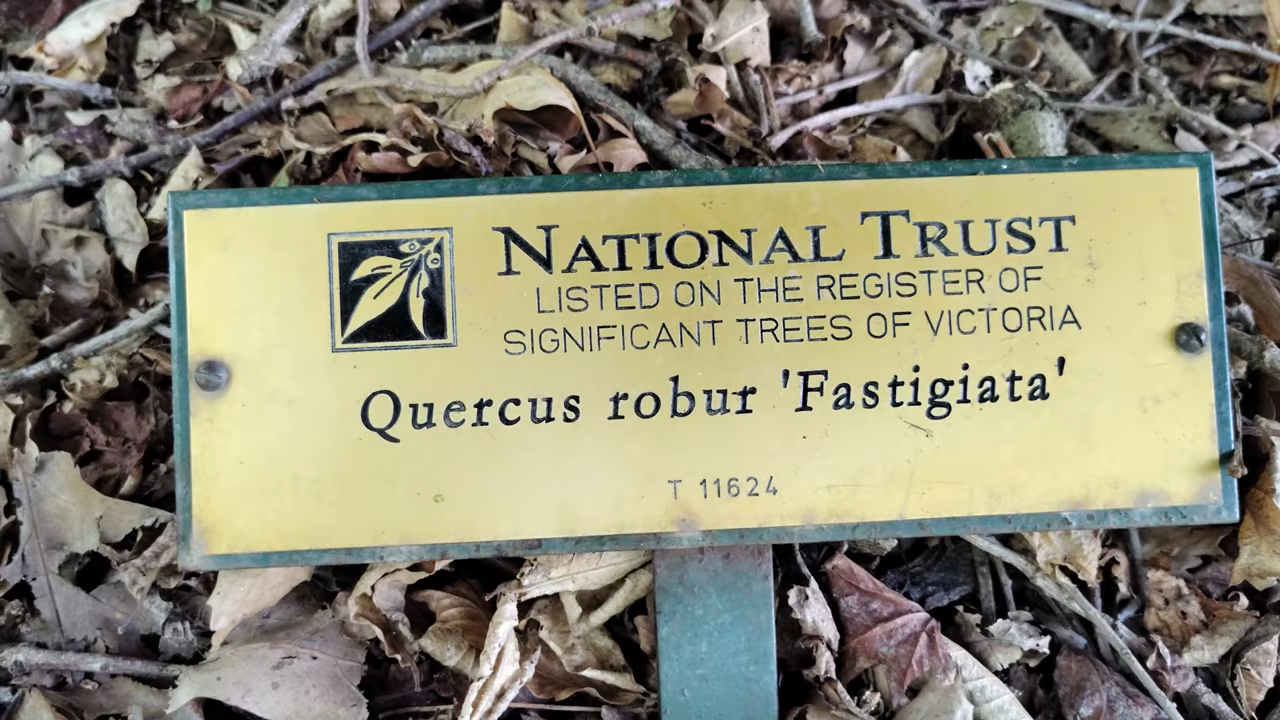 NATIONAL TRUST
LISTED ON THE REGISTER OF
SIGNIFICANT TREES OF VICTORIA
Quercus robur 'Fastigiata'
T 11624